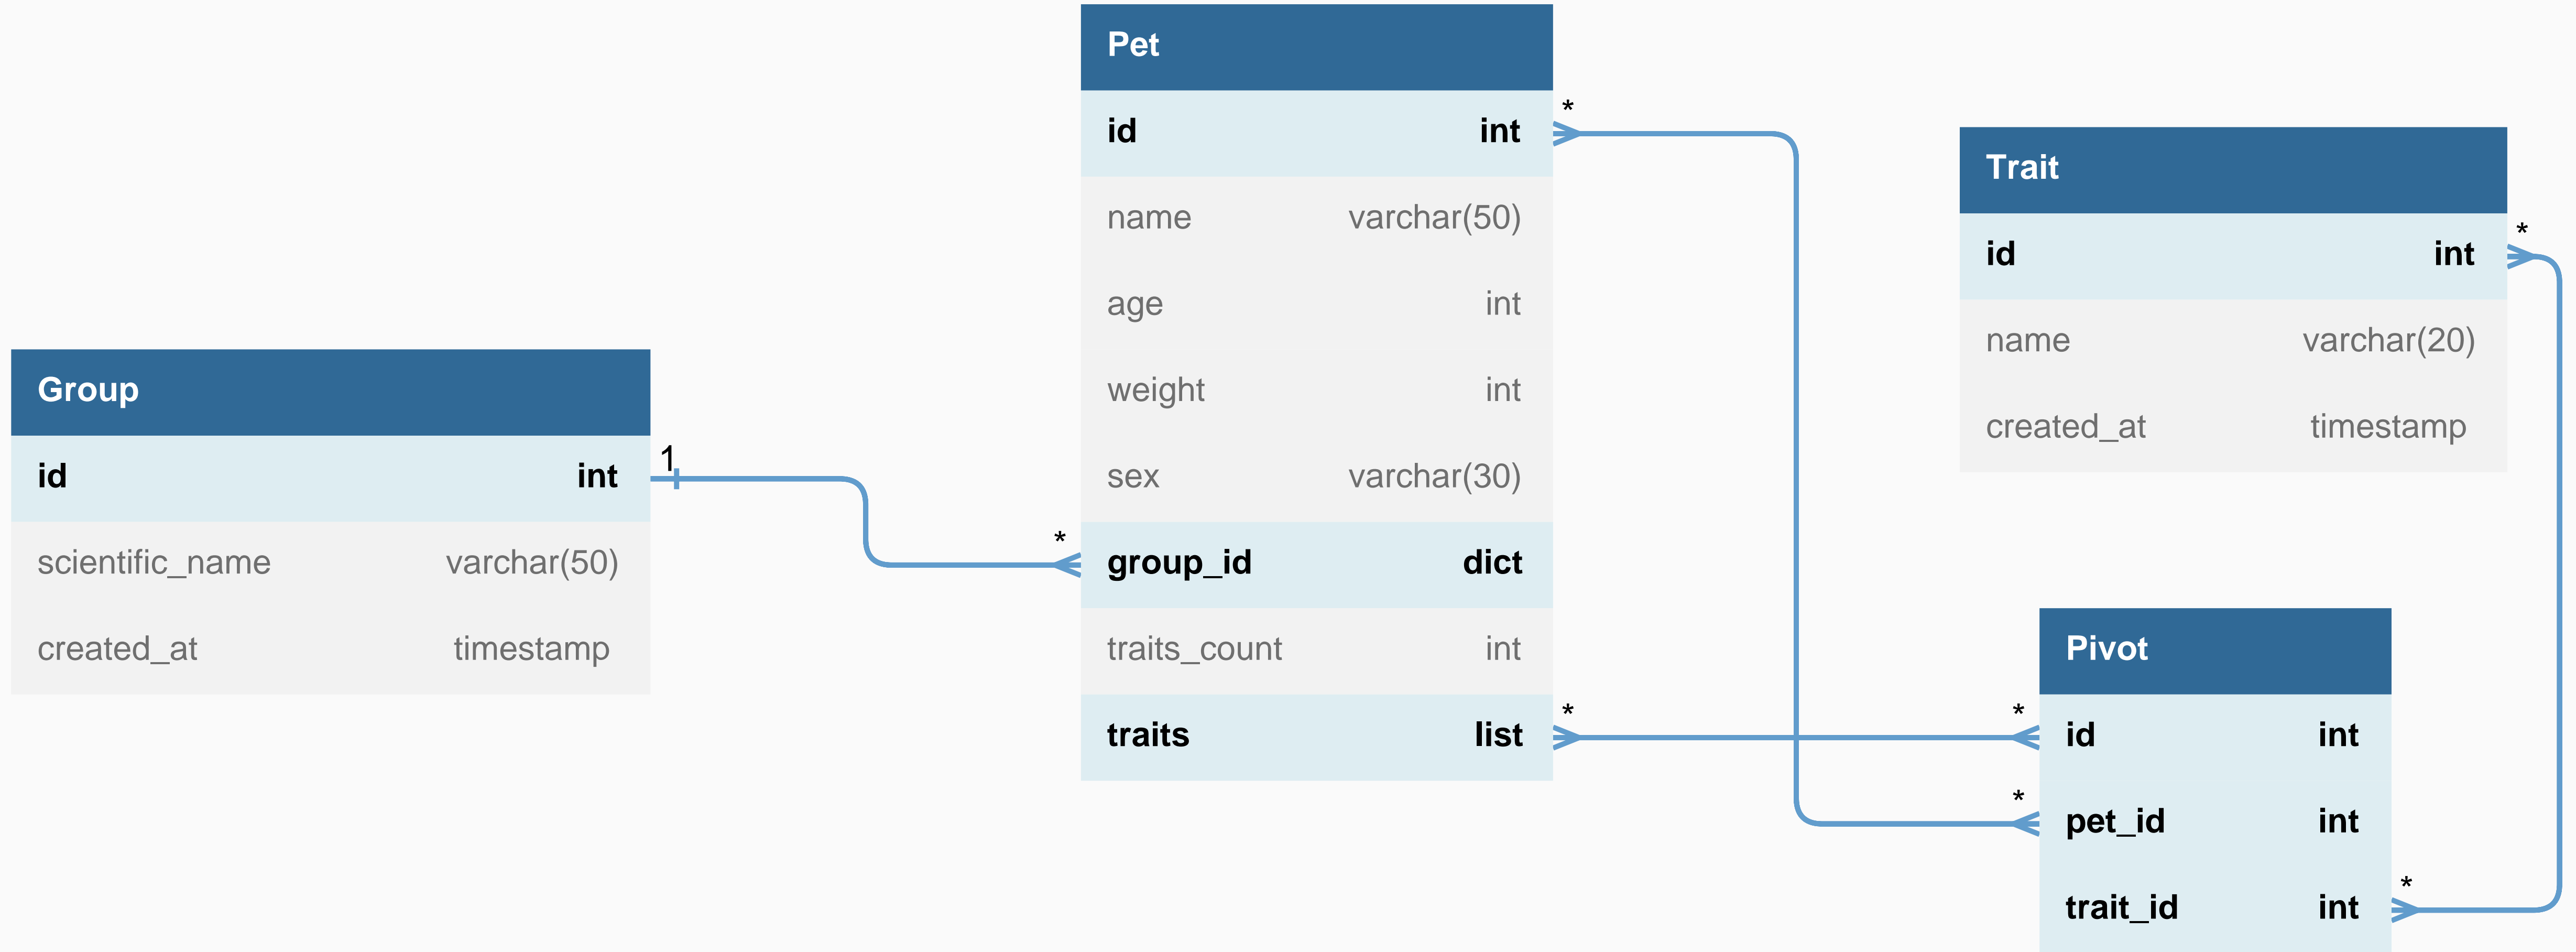 Pet
id int
name varchar(50)
age int
weight int
sex varchar(30)
group_id dict
traits_count int
traits list
Group
id int
scientific_name varchar(50)
created_at timestamp
Trait
id int
name varchar(20)
created_at timestamp
Pivot
id int
pet_id int
trait_id int
1
*
*
*
*
*
*
*